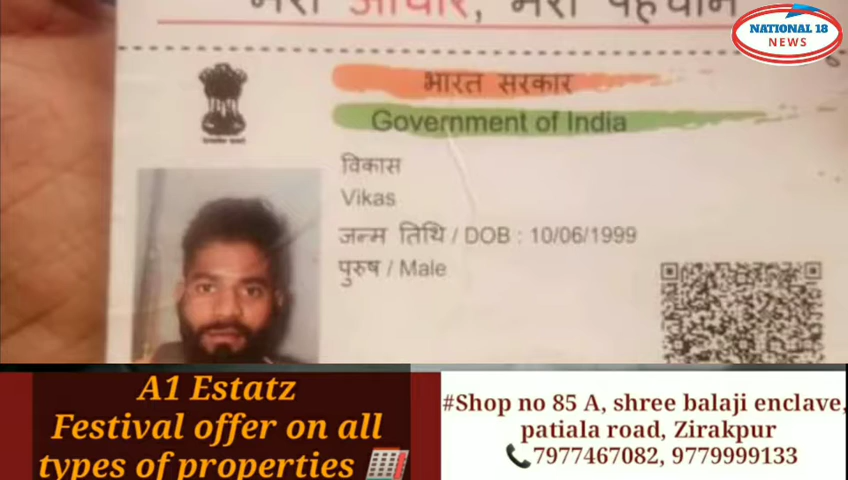 मेरा आधार, मेरी पहचान
NATIONAL 18
NEWS
भारत सरकार
Government of India
विकास
Vikas
जन्म तिथि / DOB : 10/06/1999
पुरुष / Male
A1 Estatz
Festival offer on all
types of properties
#Shop no 85 A, shree balaji enclave,
patiala road, Zirakpur
7977467082, 9779999133